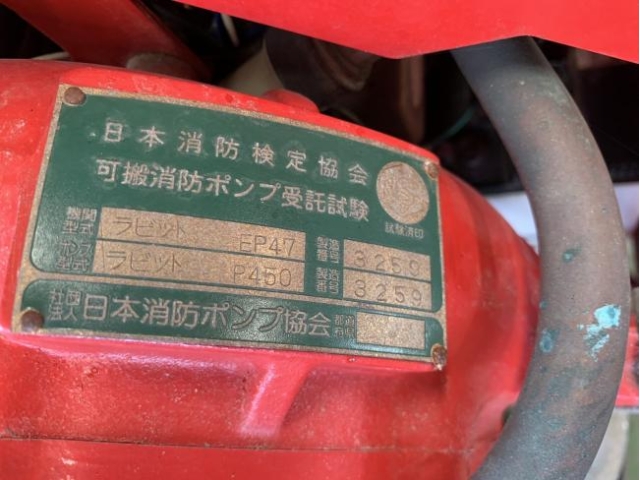 日本消防検定協会
可搬消防ポンプ受託試験
試験済印
機関型式 ラビット EP47 製造番号 3259
ポンプ型式 ラビット P450 製造番号 3259
社団法人 日本消防ポンプ協会